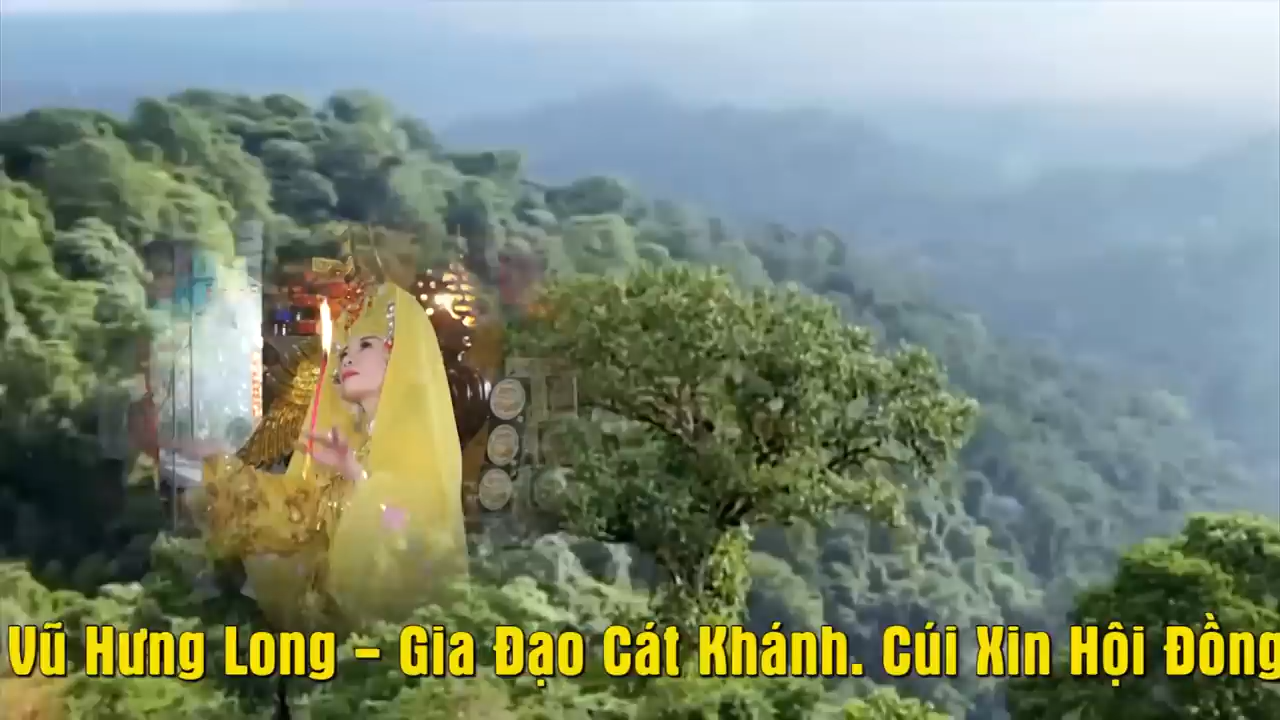 Vũ Hưng Long – Gia Đạo Cát Khánh. Cúi Xin Hội Đồng